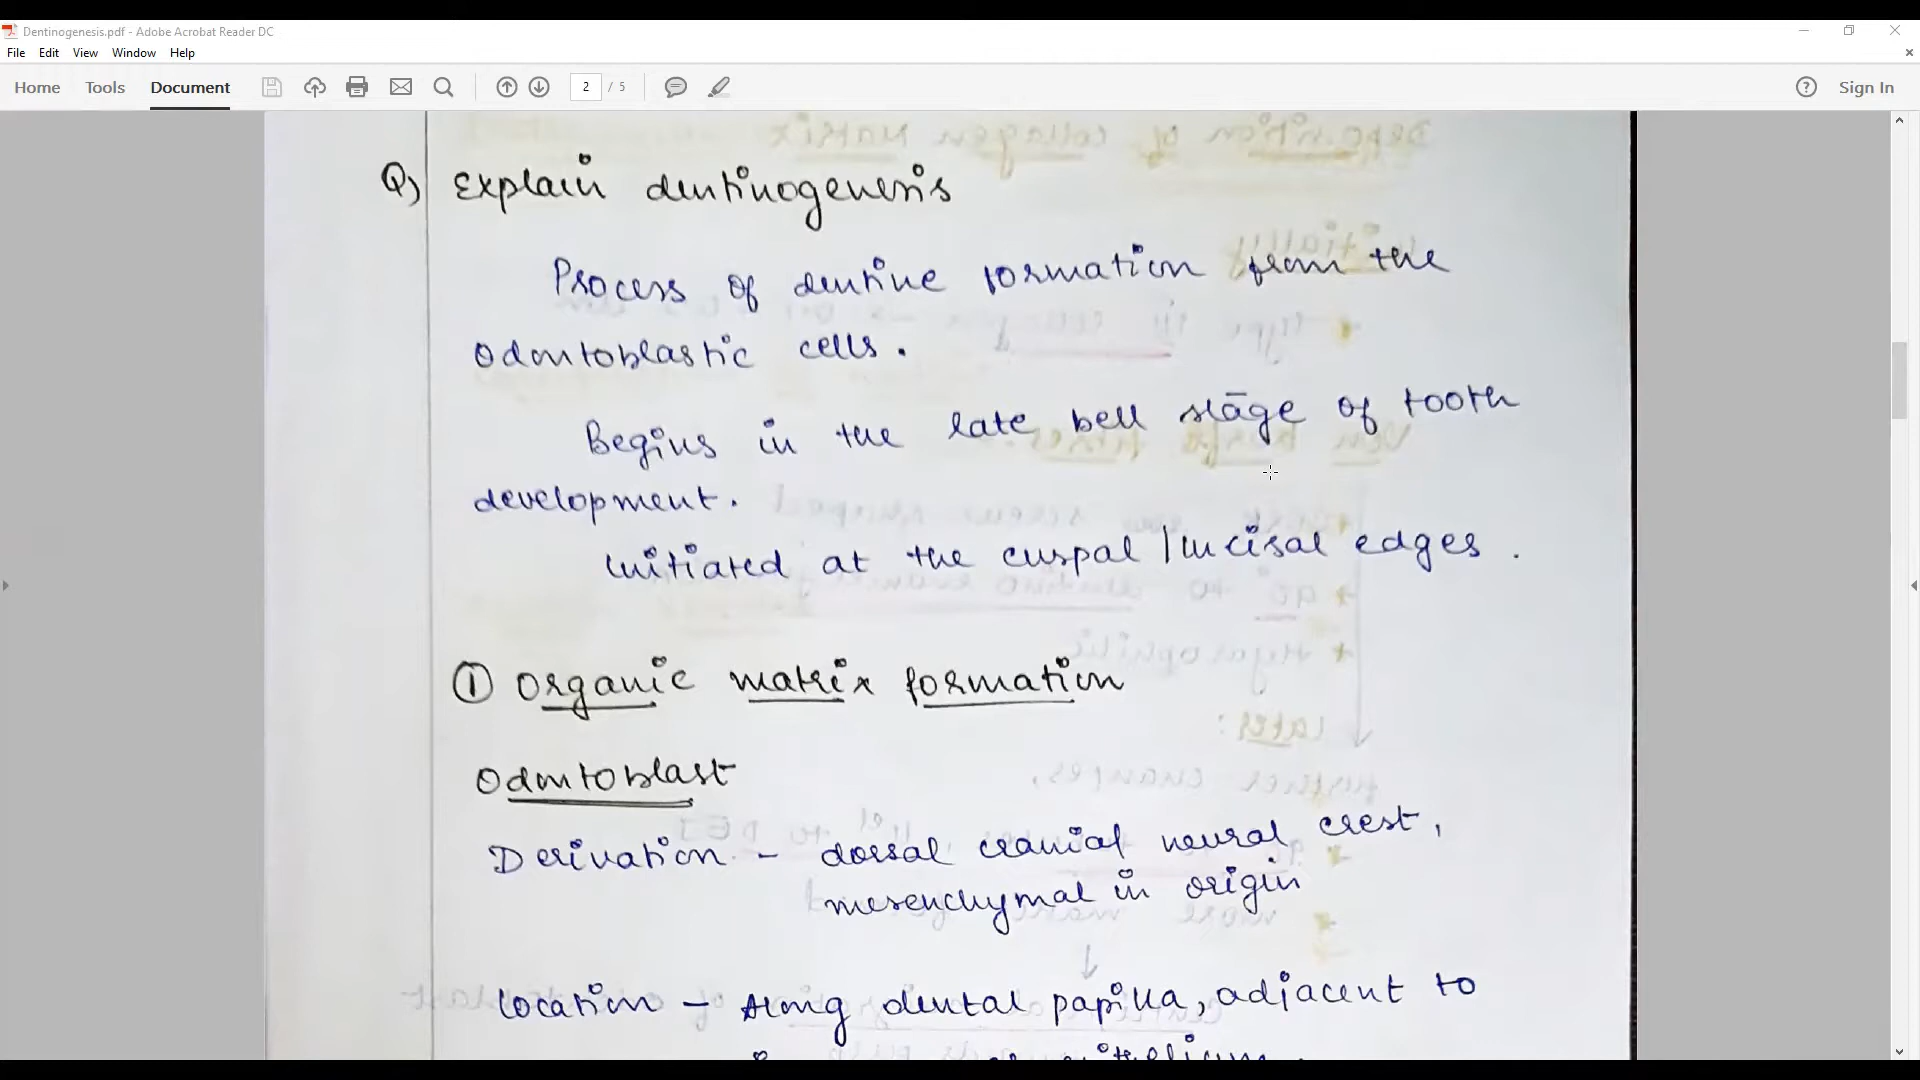 Dentinogenesis.pdf - Adobe Acrobat Reader DC
File Edit View Window Help
Home Tools Document 2 / 5 Sign In
Q) Explain dentinogenesis
Process of dentine formation from the
odontoblastic cells.
Begins in the late bell stage of tooth
development.
initiated at the cuspal / incisal edges.
① Organic matrix formation
Odontoblast
Derivation - dorsal cranial neural crest,
mesenchymal in origin
location - Along dental papilla, adjacent to